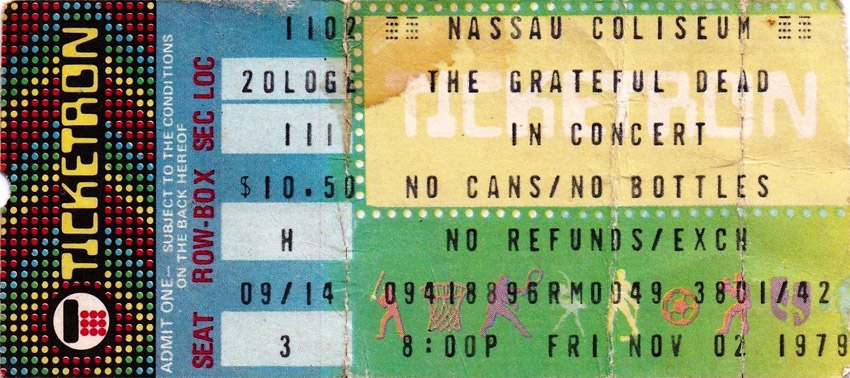 TICKETRON
ADMIT ONE— SUBJECT TO THE CONDITIONS
ON THE BACK HEREOF
SEAT ROW-BOX SEC LOC
1102 NASSAU COLISEUM
20LOGE THE GRATEFUL DEAD
TICKETRON
111 IN CONCERT
$10.50 NO CANS/NO BOTTLES
H NO REFUNDS/EXCH
09/14 094 8896RM0049 3801/42
3 8:00P FRI NOV 02 1979